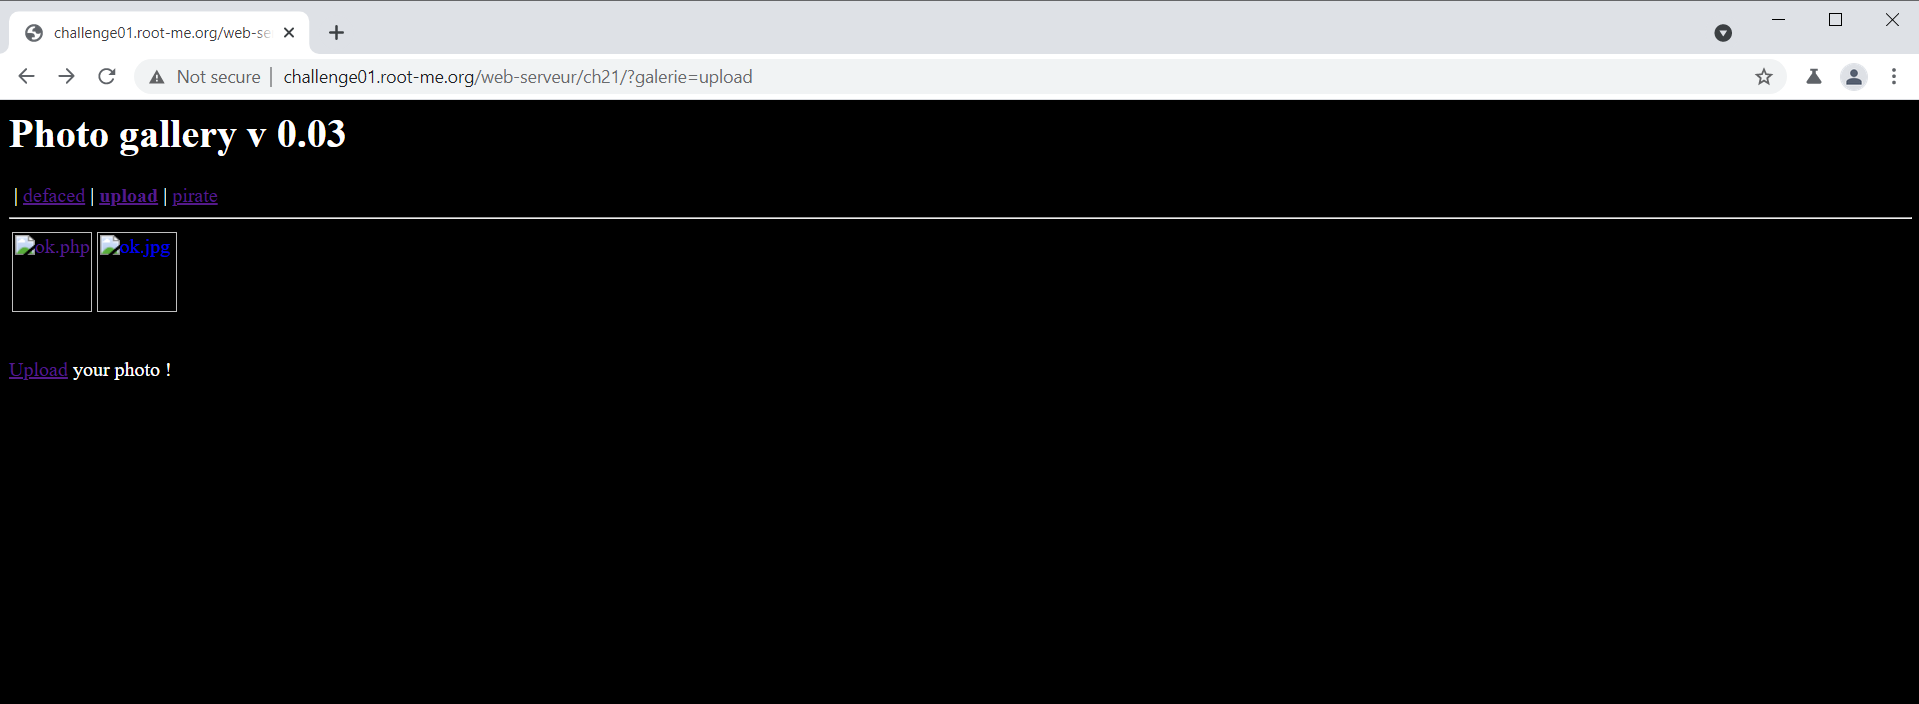 challenge01.root-me.org/web-se
Not secure | challenge01.root-me.org/web-serveur/ch21/?galerie=upload
Photo gallery v 0.03
| defaced | upload | pirate
ok.php ok.jpg
Upload your photo !